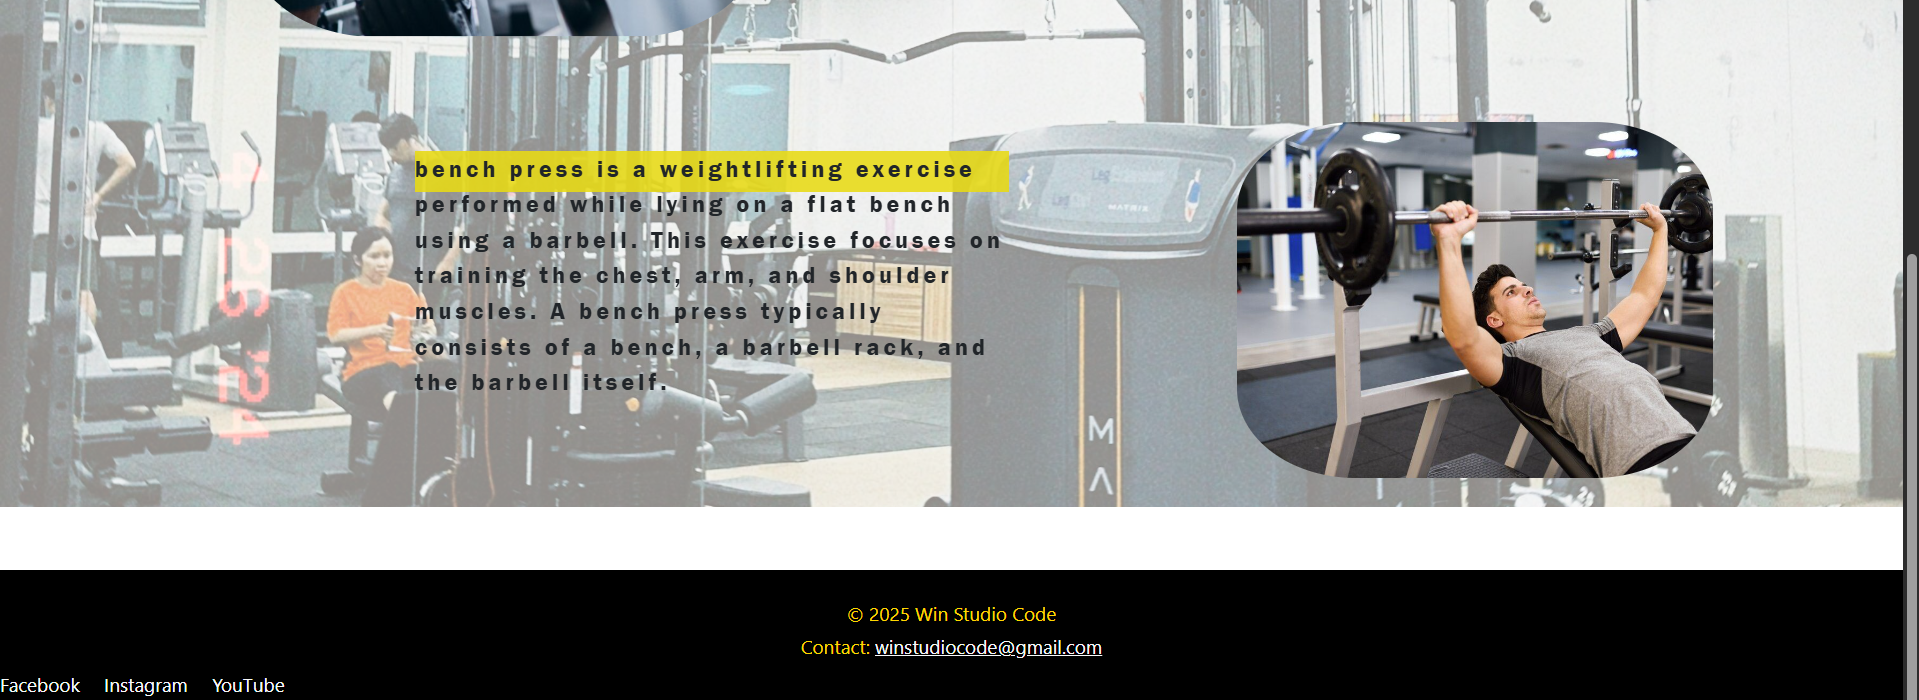 bench press is a weightlifting exercise
performed while lying on a flat bench
using a barbell. This exercise focuses on
training the chest, arm, and shoulder
muscles. A bench press typically
consists of a bench, a barbell rack, and
the barbell itself.
MATRIX
M
A
25
© 2025 Win Studio Code
Contact: winstudiocode@gmail.com
Facebook Instagram YouTube